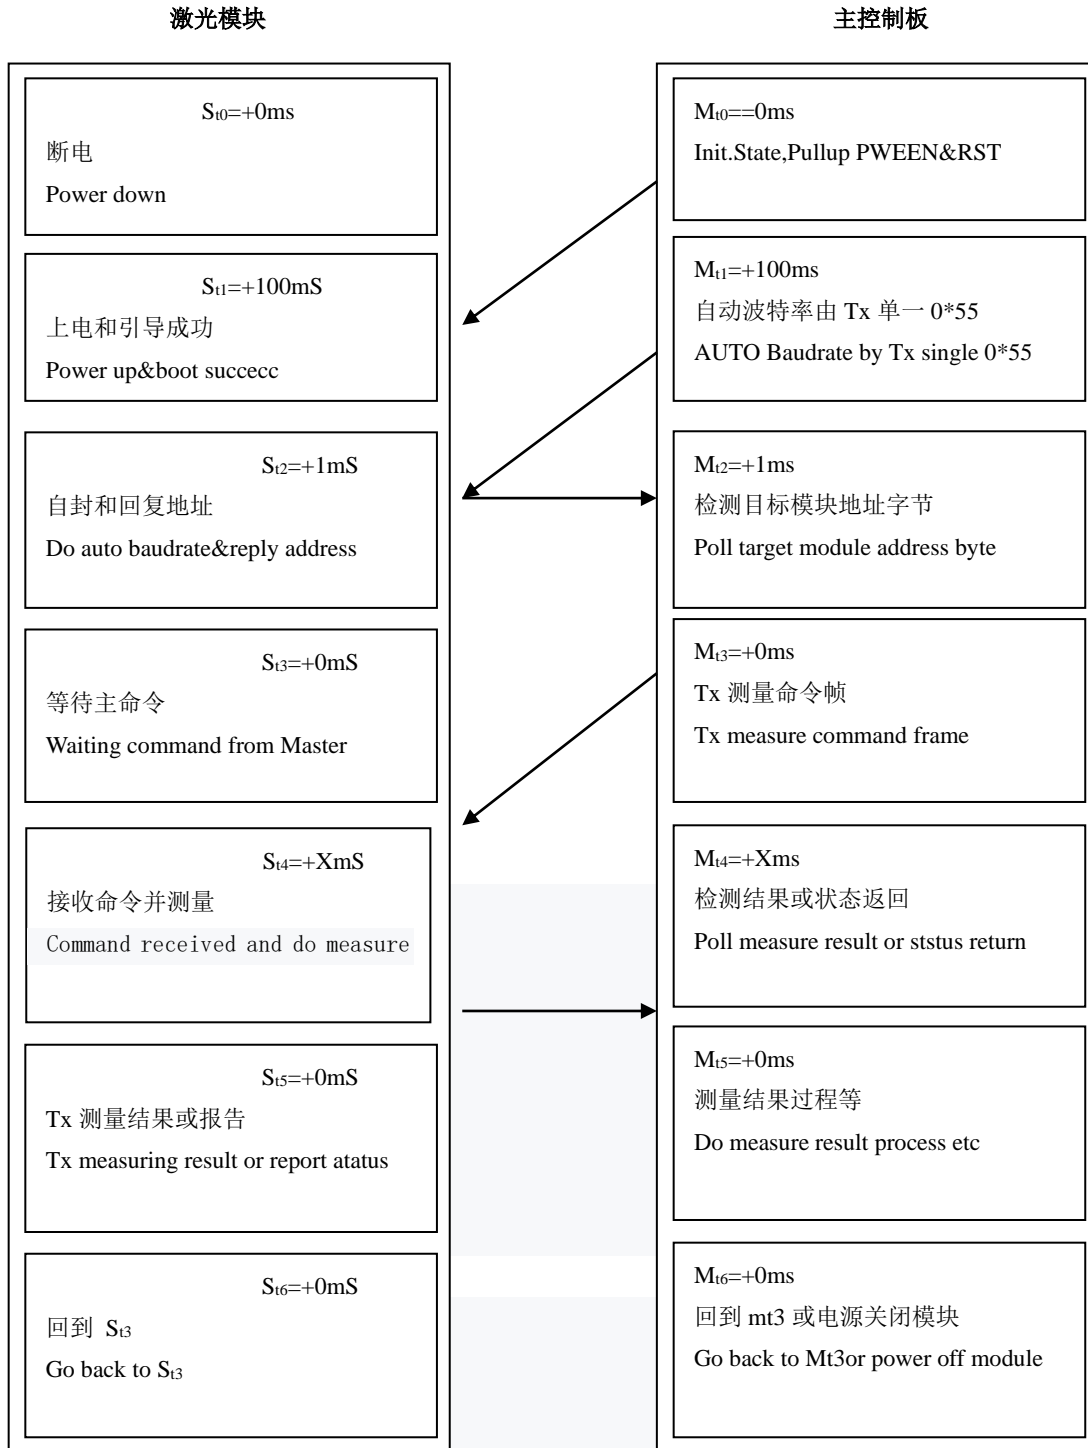 激光模块
主控制板
St0=+0ms
断电
Power down
St1=+100mS
上电和引导成功
Power up&boot succecc
St2=+1mS
自封和回复地址
Do auto baudrate&reply address
St3=+0mS
等待主命令
Waiting command from Master
St4=+XmS
接收命令并测量
Command received and do measure
St5=+0mS
Tx 测量结果或报告
Tx measuring result or report atatus
St6=+0mS
回到 St3
Go back to St3
Mt0==0ms
Init.State,Pullup PWEEN&RST
Mt1=+100ms
自动波特率由 Tx 单一 0*55
AUTO Baudrate by Tx single 0*55
Mt2=+1ms
检测目标模块地址字节
Poll target module address byte
Mt3=+0ms
Tx 测量命令帧
Tx measure command frame
Mt4=+Xms
检测结果或状态返回
Poll measure result or ststus return
Mt5=+0ms
测量结果过程等
Do measure result process etc
Mt6=+0ms
回到 mt3 或电源关闭模块
Go back to Mt3or power off module